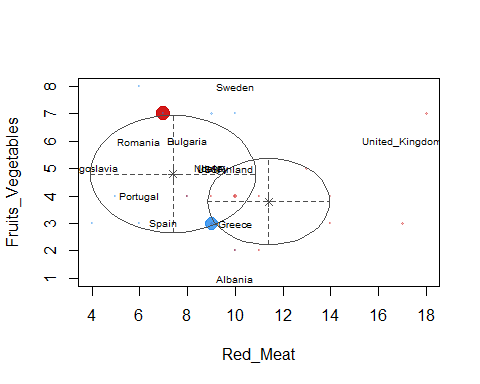 8
Sweden
7
Romania
Bulgaria
United_Kingdom
6
5
goslavia
inland
Portugal
4
Spain
Greece
3
2
Albania
1
Fruits_Vegetables
4 6 8 10 12 14 16 18
Red_Meat